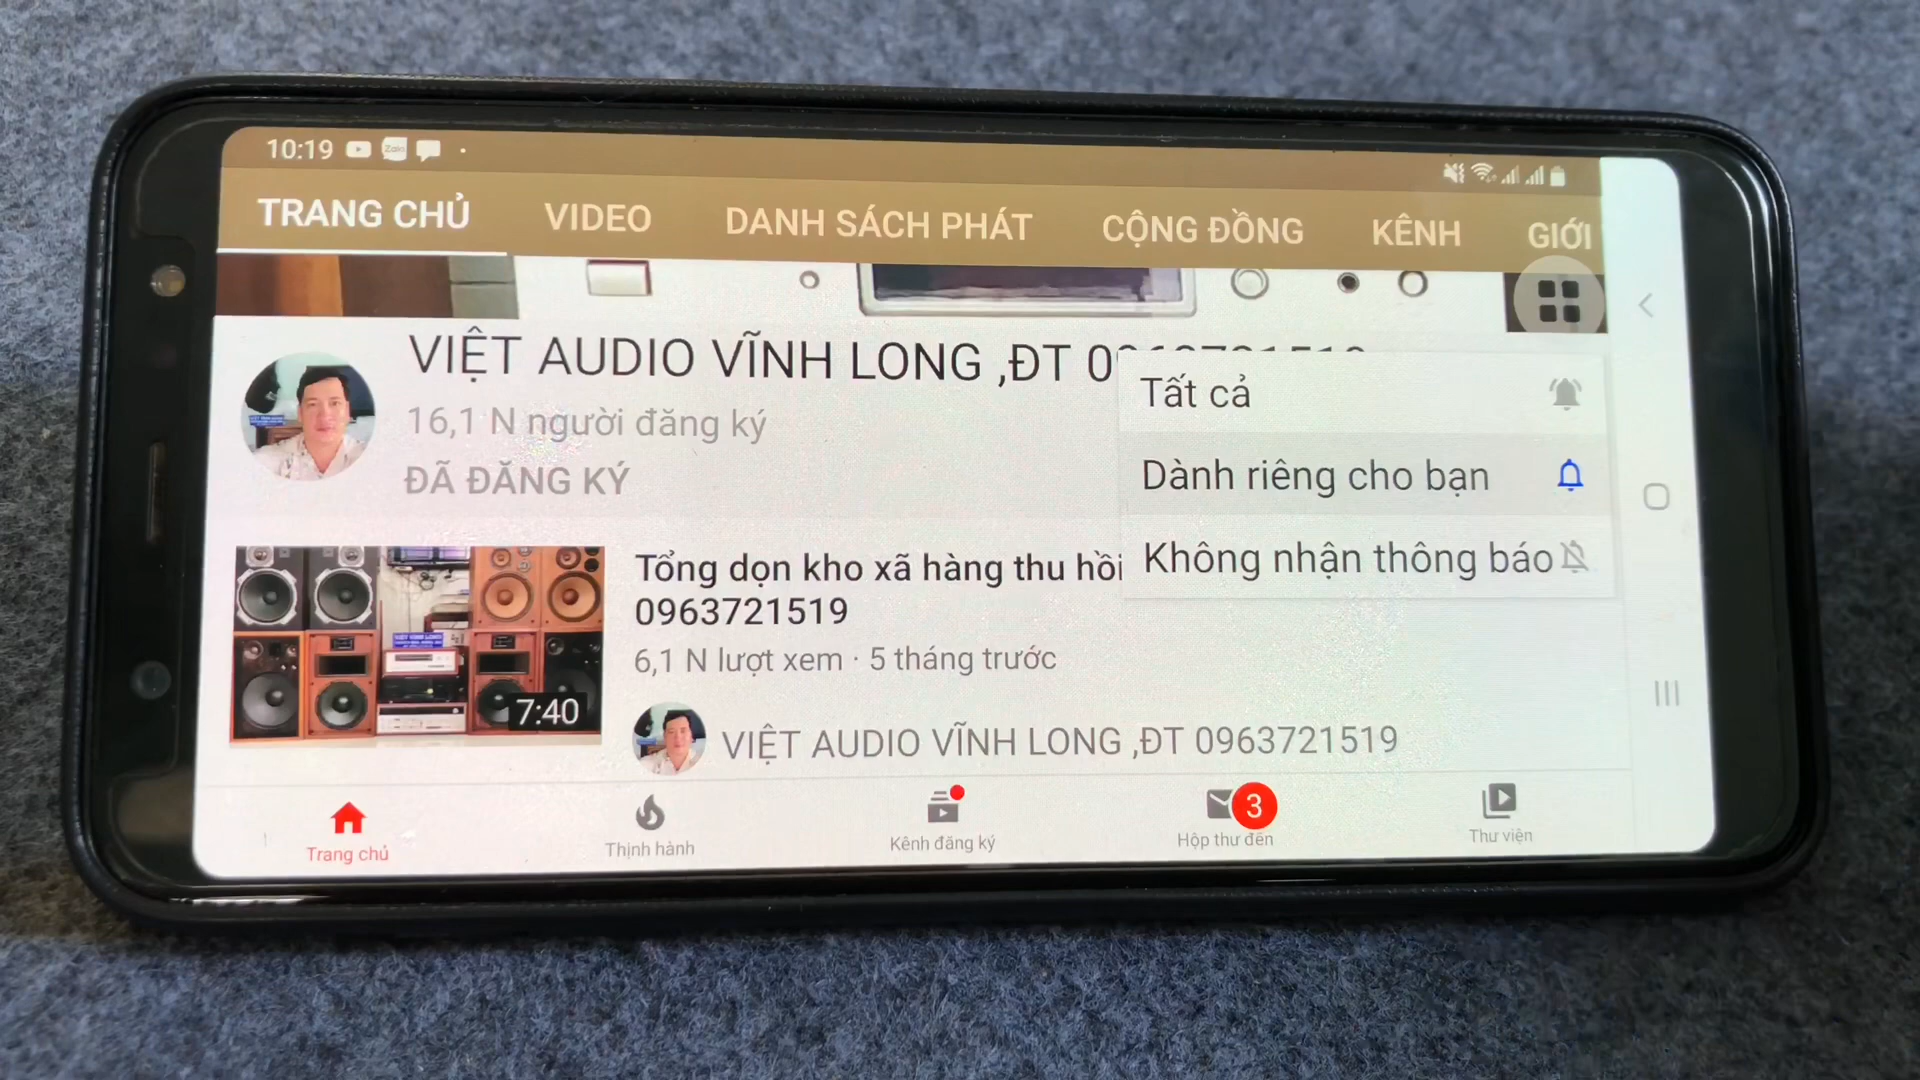 10:19
Zalo
TRANG CHỦ VIDEO DANH SÁCH PHÁT CỘNG ĐỒNG KÊNH GIỚI
VIỆT AUDIO VĨNH LONG ,ĐT 0963721519
16,1 N người đăng ký
ĐÃ ĐĂNG KÝ
Tất cả
Dành riêng cho bạn
Không nhận thông báo
Tổng dọn kho xã hàng thu hồi
0963721519
6,1 N lượt xem · 5 tháng trước
7:40
VIỆT AUDIO VĨNH LONG ,ĐT 0963721519
3
Trang chủ Thịnh hành Kênh đăng ký Hộp thư đến Thư viện